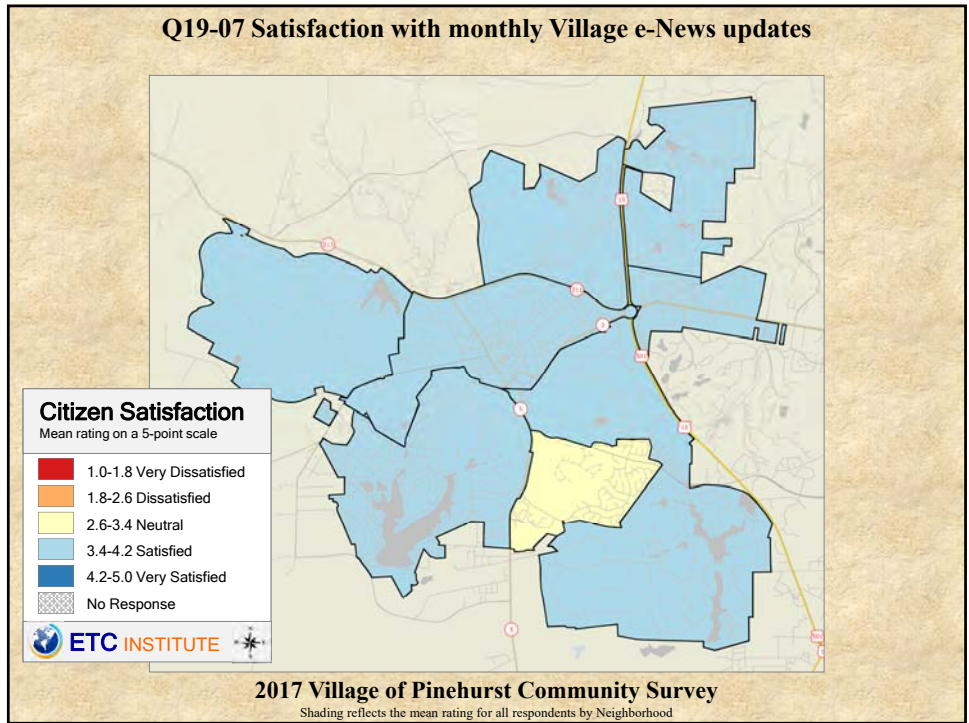 Q19-07 Satisfaction with monthly Village e-News updates
Citizen Satisfaction
Mean rating on a 5-point scale
1.0-1.8 Very Dissatisfied
1.8-2.6 Dissatisfied
2.6-3.4 Neutral
3.4-4.2 Satisfied
4.2-5.0 Very Satisfied
No Response
ETC INSTITUTE
2017 Village of Pinehurst Community Survey
Shading reflects the mean rating for all respondents by Neighborhood